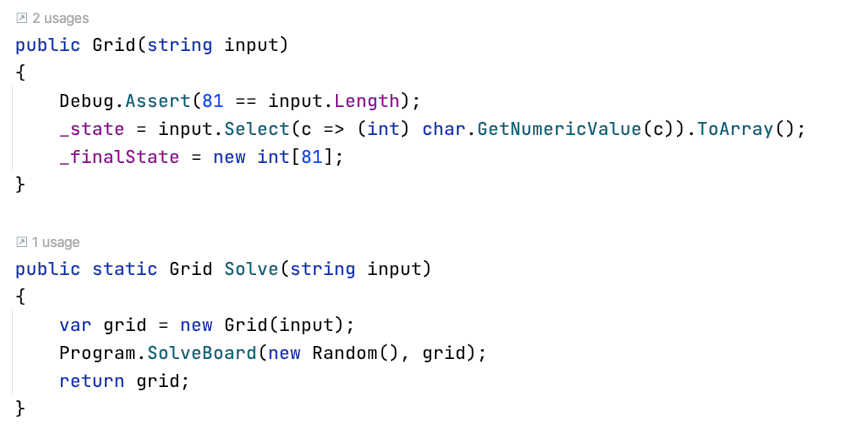 2 usages
public Grid(string input)
{
    Debug.Assert(81 == input.Length);
    _state = input.Select(c => (int) char.GetNumericValue(c)).ToArray();
    _finalState = new int[81];
}
1 usage
public static Grid Solve(string input)
{
    var grid = new Grid(input);
    Program.SolveBoard(new Random(), grid);
    return grid;
}